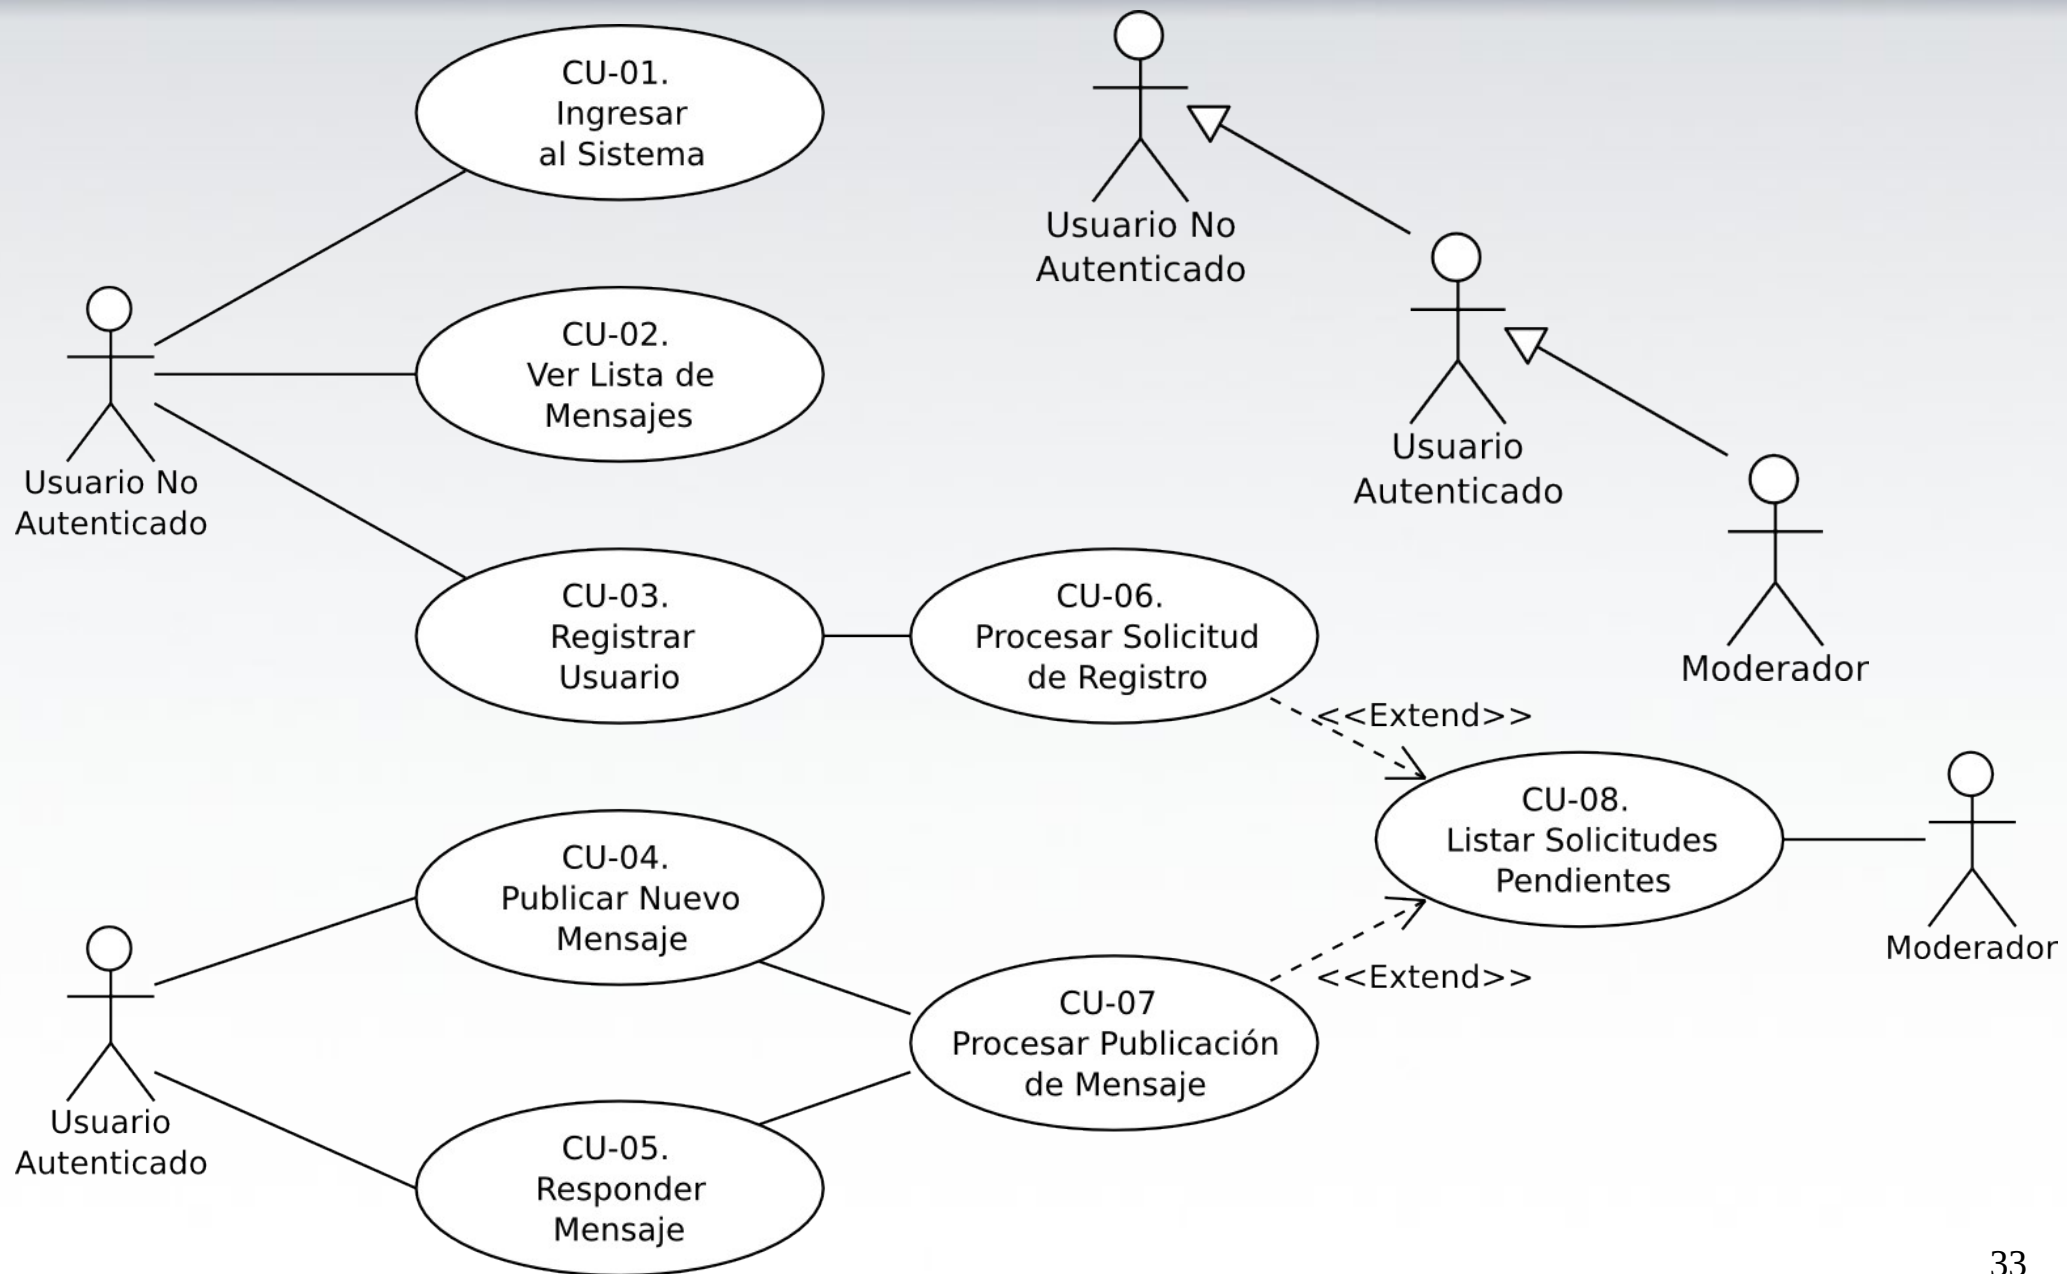 CU-01.
Ingresar
al Sistema
Usuario No
Autenticado
CU-02.
Ver Lista de
Mensajes
Usuario
Autenticado
Usuario No
Autenticado
CU-03.
Registrar
Usuario
CU-06.
Procesar Solicitud
de Registro
Moderador
<<Extend>>
CU-08.
Listar Solicitudes
Pendientes
Moderador
CU-04.
Publicar Nuevo
Mensaje
<<Extend>>
CU-07
Procesar Publicación
de Mensaje
Usuario
Autenticado
CU-05.
Responder
Mensaje
33